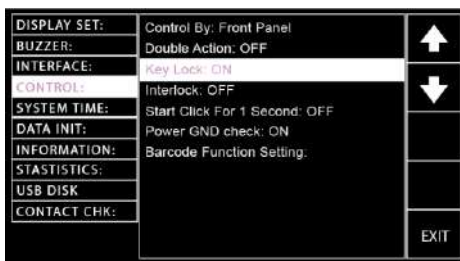 DISPLAY SET:
BUZZER:
INTERFACE:
CONTROL:
SYSTEM TIME:
DATA INIT:
INFORMATION:
STASTISTICS:
USB DISK
CONTACT CHK:
Control By: Front Panel
Double Action: OFF
Key Lock: ON
Interlock: OFF
Start Click For 1 Second: OFF
Power GND check: ON
Barcode Function Setting:
EXIT